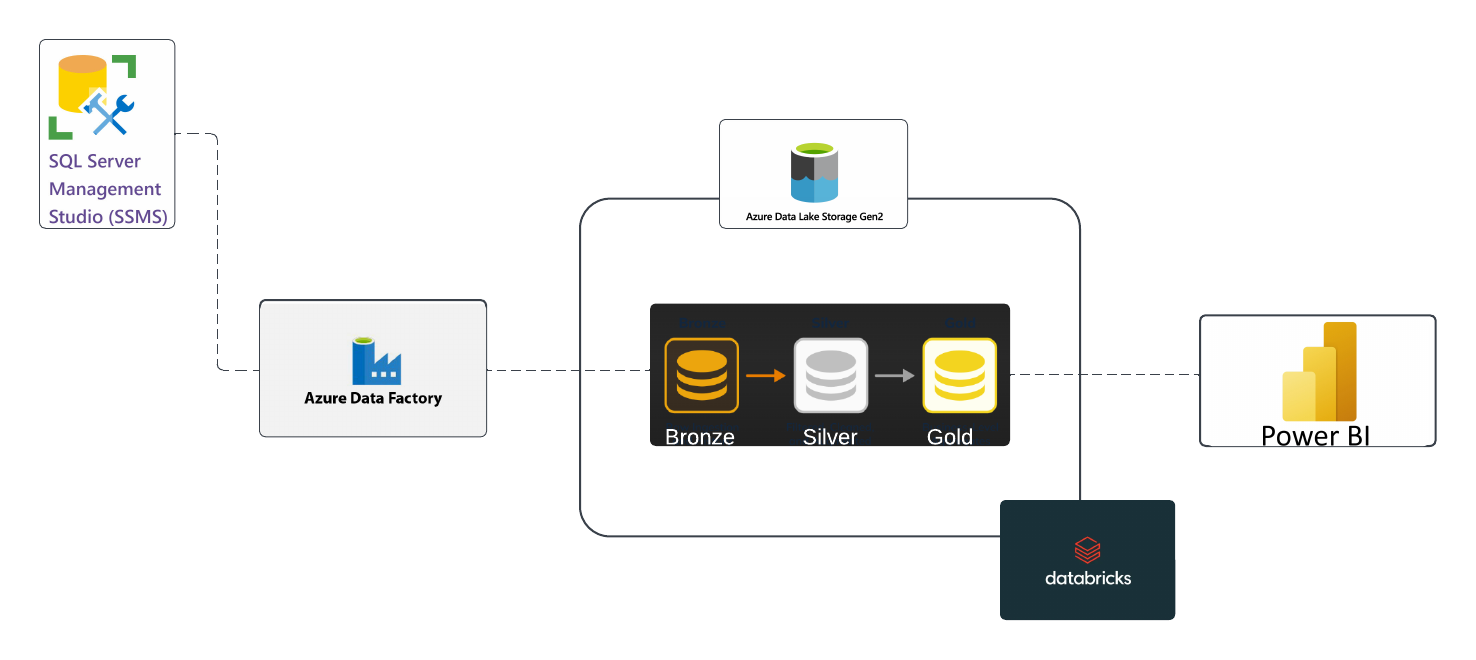 SQL Server
Management
Studio (SSMS)
Azure Data Lake Storage Gen2
Azure Data Factory
Bronze
Silver
Gold
Power BI
databricks